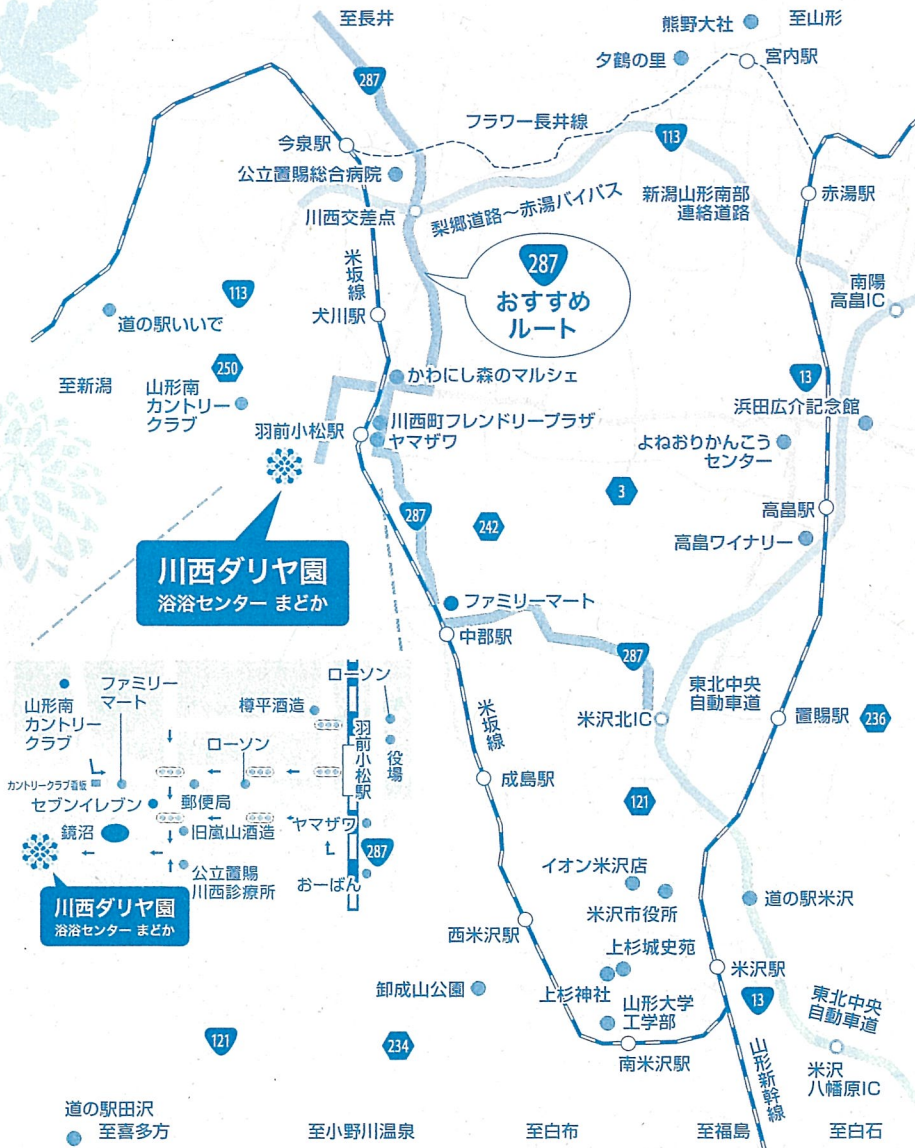 至長井
熊野大社
至山形
夕鶴の里
宮内駅
287
フラワー長井線
今泉駅
113
公立置賜総合病院
新潟山形南部
連絡道路
赤湯駅
川西交差点
梨郷道路～赤湯バイパス
米坂線
287
おすすめ
ルート
南陽
高畠IC
113
道の駅いいで
犬川駅
250
至新潟
山形南
カントリー
クラブ
かわにし森のマルシェ
13
浜田広介記念館
羽前小松駅
川西町フレンドリープラザ
ヤマザワ
よねおりかんこう
センター
3
287
242
高畠駅
高畠ワイナリー
川西ダリヤ園
浴浴センター まどか
ファミリーマート
中郡駅
287
東北中央
自動車道
米沢北IC
置賜駅
236
米坂線
成島駅
121
ローソン
山形南
カントリー
クラブ
ファミリー
マート
樽平酒造
羽前小松駅
役場
ローソン
カントリークラブ看板
セブンイレブン
郵便局
鏡沼
旧嵐山酒造
ヤマザワ
287
公立置賜
川西診療所
おーばん
川西ダリヤ園
浴浴センター まどか
イオン米沢店
米沢市役所
道の駅米沢
西米沢駅
上杉城史苑
米沢駅
卸成山公園
上杉神社
山形大学
工学部
13
東北中央
自動車道
121
234
南米沢駅
山形新幹線
米沢
八幡原IC
道の駅田沢
至喜多方
至小野川温泉
至白布
至福島
至白石